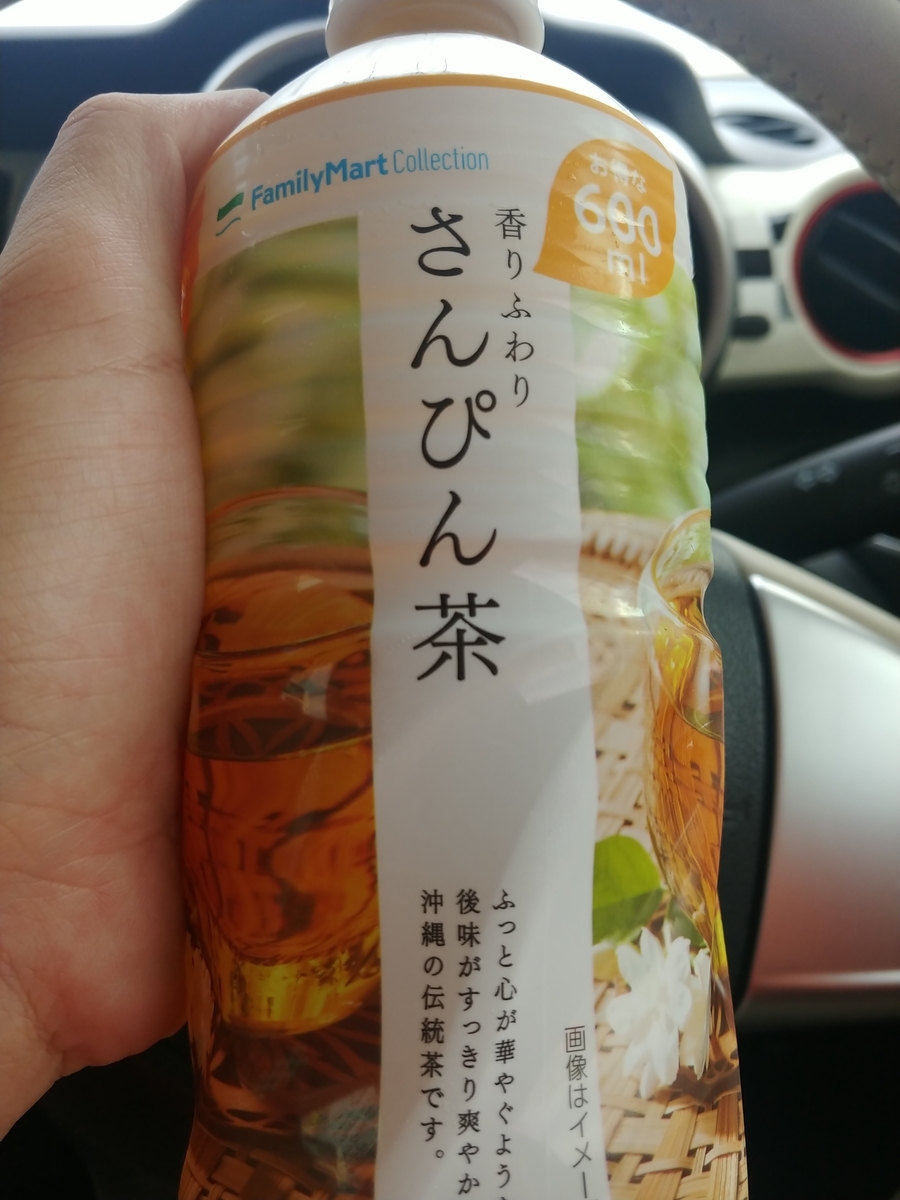 FamilyMart Collection
お得な
600
ml
香りふわり
さんぴん茶
ふっと心が華やぐよう
後味がすっきり爽やか
沖縄の伝統茶です。
画像はイメー